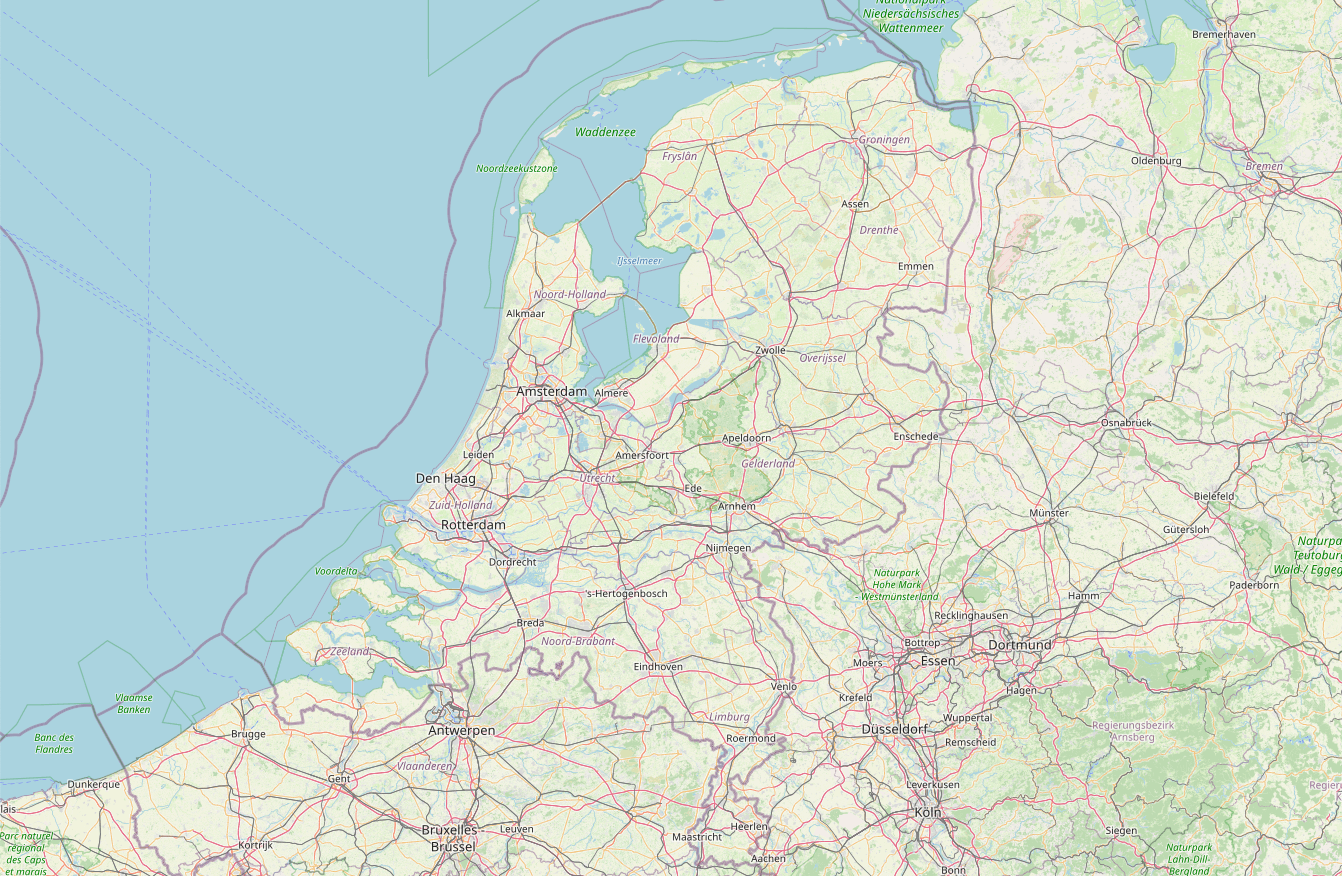 Nationalpark
Niedersächsisches
Wattenmeer
Bremerhaven
Waddenzee
Groningen
Fryslân
Noordzeekustzone
Oldenburg
Bremen
Assen
Drenthe
IJsselmeer
Emmen
Noord-Holland
Alkmaar
Flevoland
Zwolle
Overijssel
Amsterdam
Almere
Osnabrück
Enschede
Apeldoorn
Leiden
Amersfoort
Gelderland
Den Haag
Utrecht
Ede
Bielefeld
Zuid-Holland
Arnhem
Münster
Rotterdam
Gütersloh
Nijmegen
Naturpa
Teutobur
Wald-/ Eggeg
Dordrecht
Voordelta
Naturpark
Hohe Mark
- Westmünsterland
Paderborn
's-Hertogenbosch
Hamm
Recklinghausen
Breda
Noord-Brabant
Bottrop
Dortmund
Zeeland
Essen
Moers
Eindhoven
Venlo
Hagen
Krefeld
Vlaamse
Banken
Limburg
Wuppertal
Regierungsbezirk
Arnsberg
Brugge
Antwerpen
Düsseldorf
Roermond
Remscheid
Banc des
Flandres
Vlaanderen
Gent
Dunkerque
Leverkusen
Regieru
lais
Köln
Bruxelles -
Brussel
Leuven
Heerlen
Maastricht
Siegen
Parc naturel
régional
des Caps
et marais
Kortrijk
Aachen
Naturpark
Lahn-Dill-
Bergland
Bonn